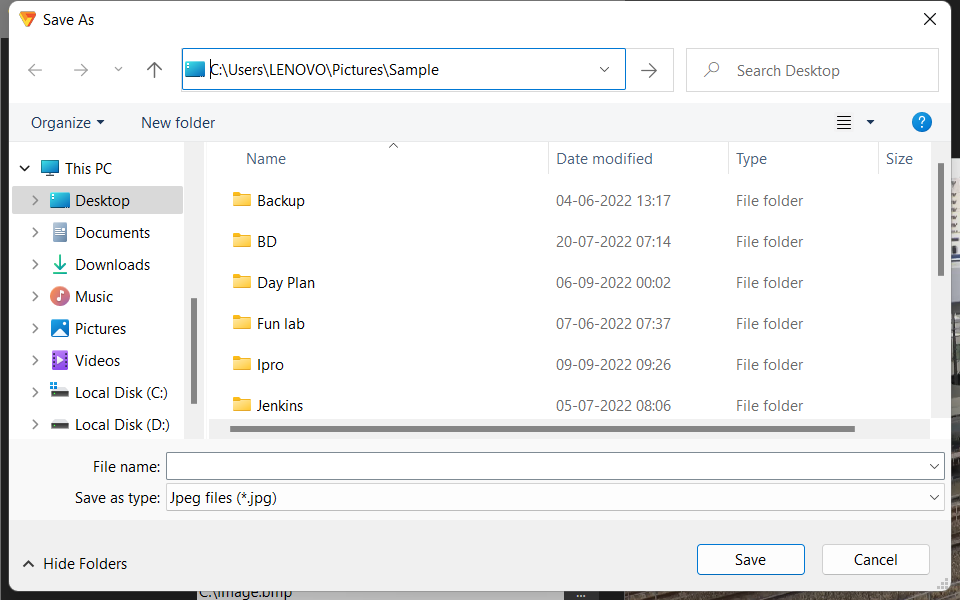 Save As
C:\Users\LENOVO\Pictures\Sample
Search Desktop
Organize
New folder
?
Name
Date modified
Type
Size
This PC
Desktop
Documents
Downloads
Music
Pictures
Videos
Local Disk (C:)
Local Disk (D:)
Backup 04-06-2022 13:17 File folder
BD 20-07-2022 07:14 File folder
Day Plan 06-09-2022 00:02 File folder
Fun lab 07-06-2022 07:37 File folder
Ipro 09-09-2022 09:26 File folder
Jenkins 05-07-2022 08:06 File folder
File name:
Save as type: Jpeg files (*.jpg)
Hide Folders
Save
Cancel
C:\image.bmp
...